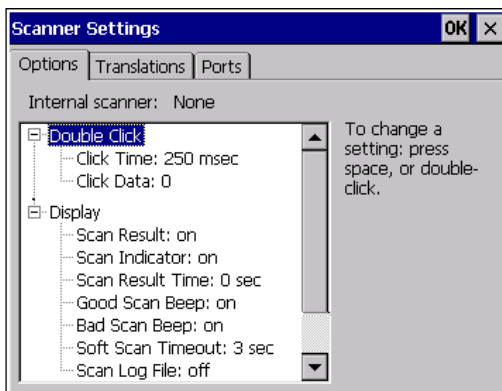 Scanner Settings OK ×
Options Translations Ports
Internal scanner: None
Double Click
Click Time: 250 msec
Click Data: 0
Display
Scan Result: on
Scan Indicator: on
Scan Result Time: 0 sec
Good Scan Beep: on
Bad Scan Beep: on
Soft Scan Timeout: 3 sec
Scan Log File: off
To change a
setting: press
space, or double-
click.